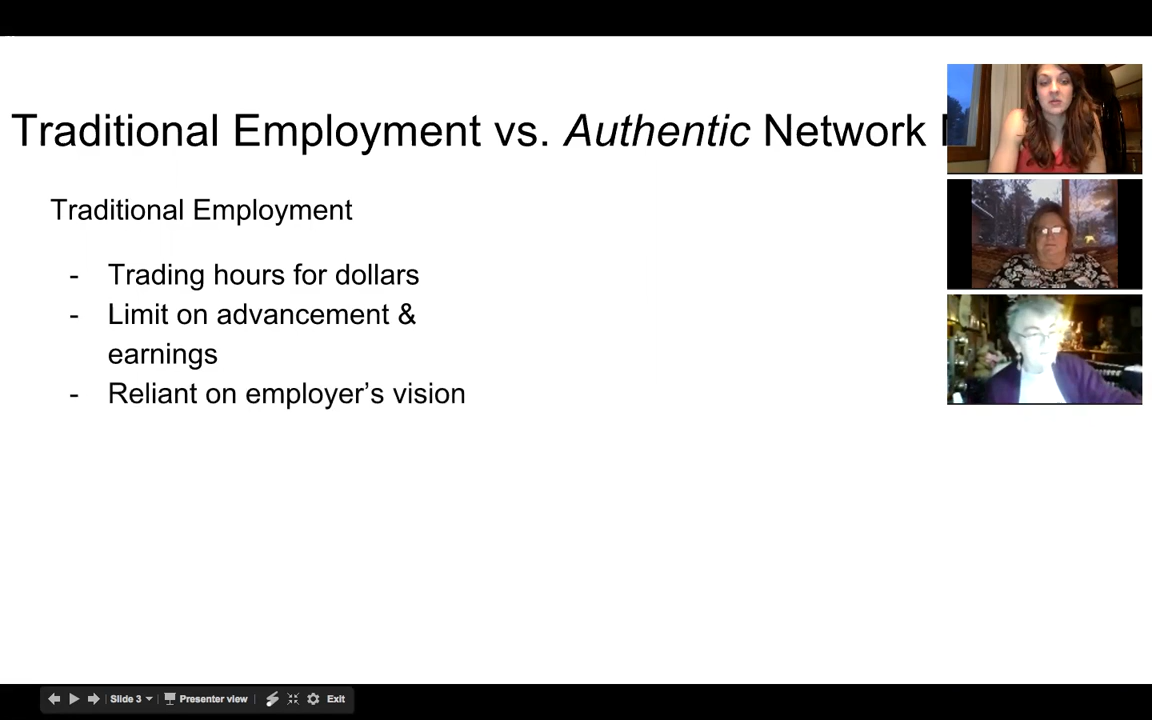 Traditional Employment vs. Authentic Network
Traditional Employment
- Trading hours for dollars
- Limit on advancement &
earnings
- Reliant on employer’s vision
Slide 3
Presenter view
Exit